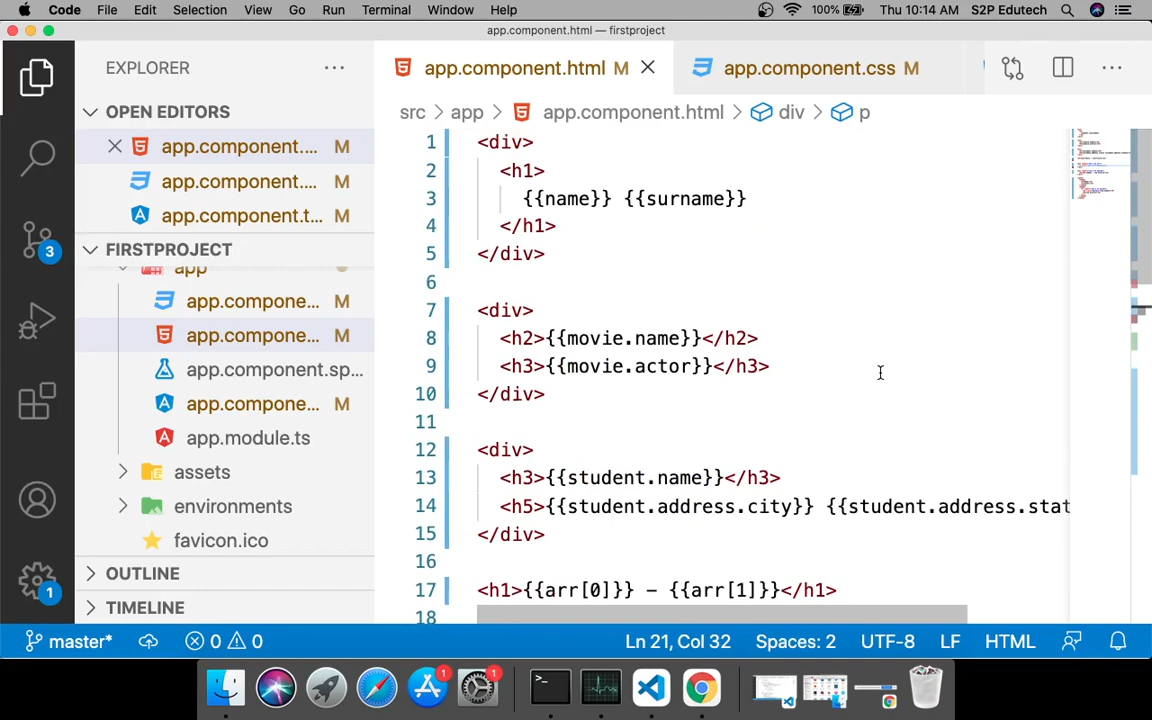 Code File Edit Selection View Go Run Terminal Window Help 100% Thu 10:14 AM S2P Edutech
app.component.html — firstproject
EXPLORER
app.component.html M
app.component.css M
OPEN EDITORS
src > app > app.component.html > div > p
app.component.... M
app.component.... M
app.component.t... M
FIRSTPROJECT
app
app.compone... M
app.compone... M
app.component.sp...
app.compone... M
app.module.ts
assets
environments
favicon.ico
OUTLINE
TIMELINE
3
1
1 <div>
2 <h1>
3 {{name}} {{surname}}
4 </h1>
5 </div>
6
7 <div>
8 <h2>{{movie.name}}</h2>
9 <h3>{{movie.actor}}</h3>
10 </div>
11
12 <div>
13 <h3>{{student.name}}</h3>
14 <h5>{{student.address.city}} {{student.address.stat
15 </div>
16
17 <h1>{{arr[0]}} - {{arr[1]}}</h1>
18
master* 0 0 Ln 21, Col 32 Spaces: 2 UTF-8 LF HTML
1 1